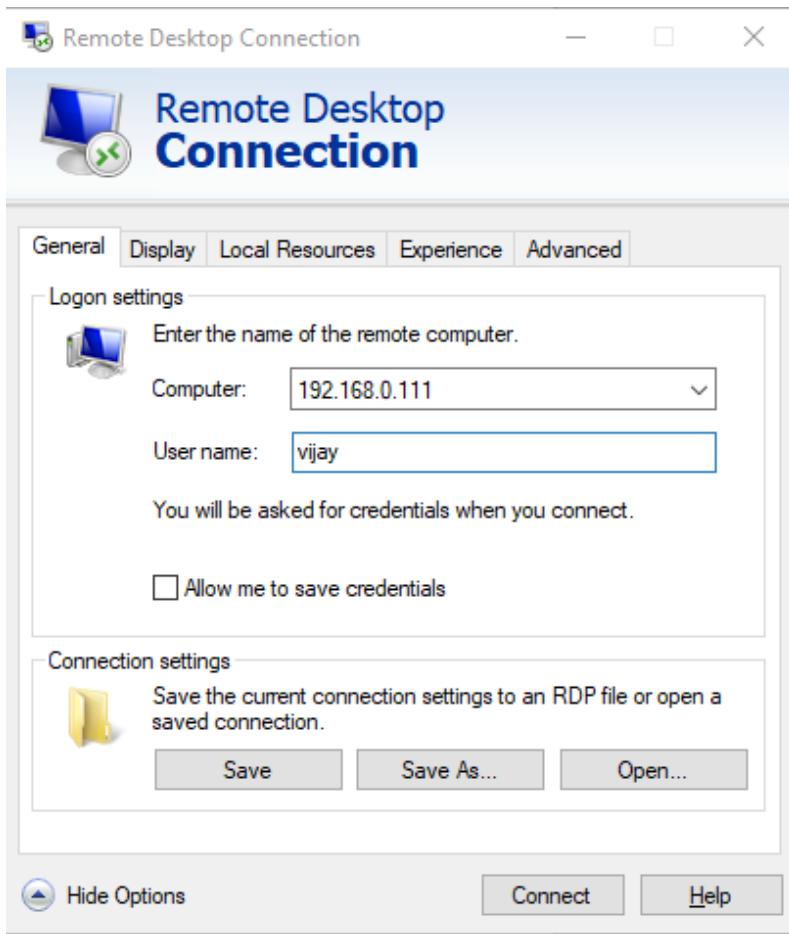 Remote Desktop Connection
Remote Desktop
Connection
General Display Local Resources Experience Advanced
Logon settings
Enter the name of the remote computer.
Computer: 192.168.0.111
User name: vijay
You will be asked for credentials when you connect.
Allow me to save credentials
Connection settings
Save the current connection settings to an RDP file or open a
saved connection.
Save Save As... Open...
Hide Options Connect Help